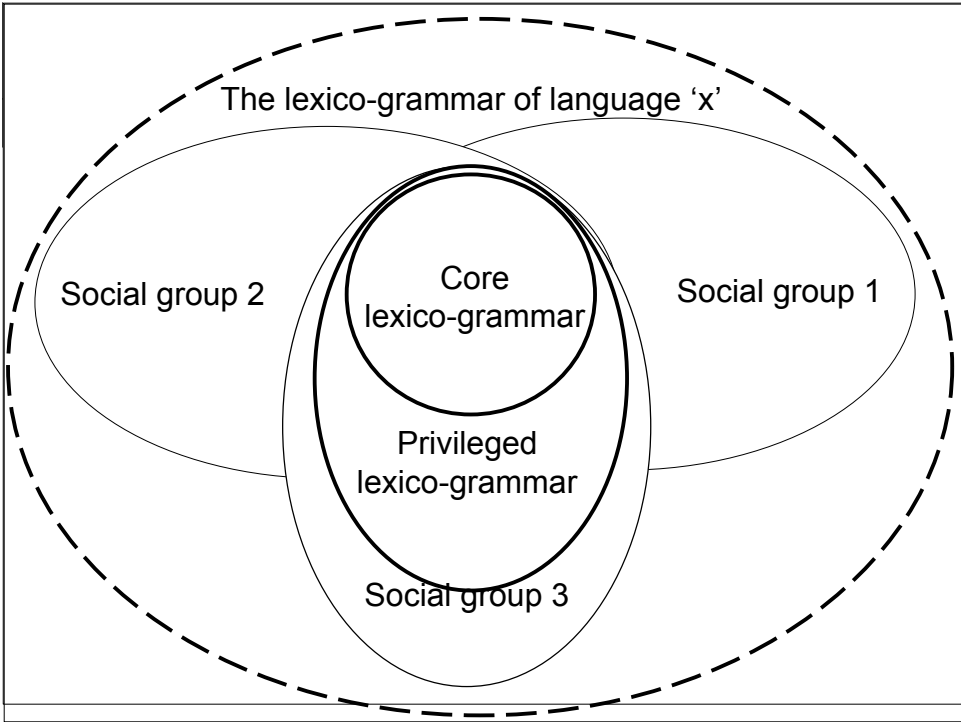 The lexico-grammar of language ‘x’
Social group 2
Core
lexico-grammar
Social group 1
Privileged
lexico-grammar
Social group 3